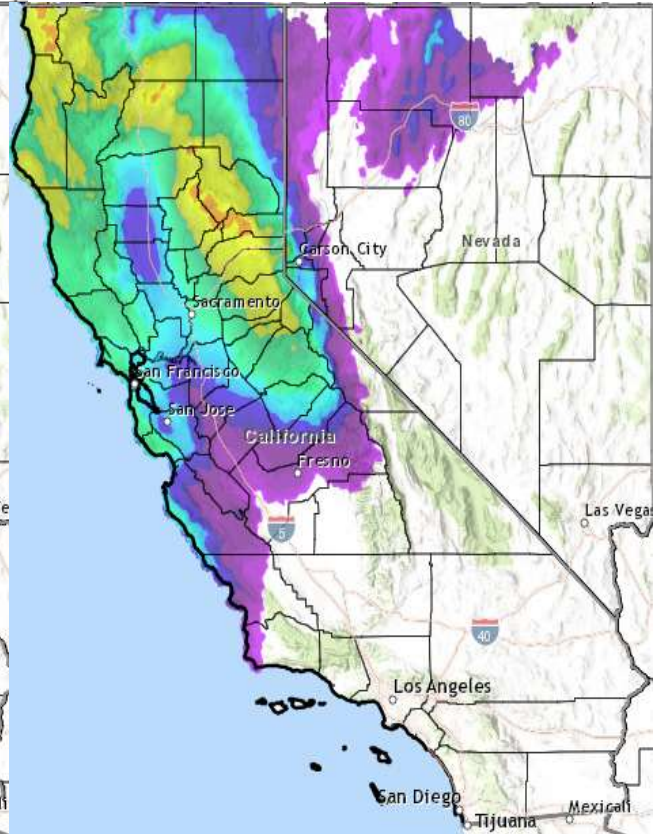 80
Carson City
Nevada
Sacramento
San Francisco
San Jose
California
Fresno
Las Vegas
5
40
Los Angeles
San Diego
Tijuana
Mexicali